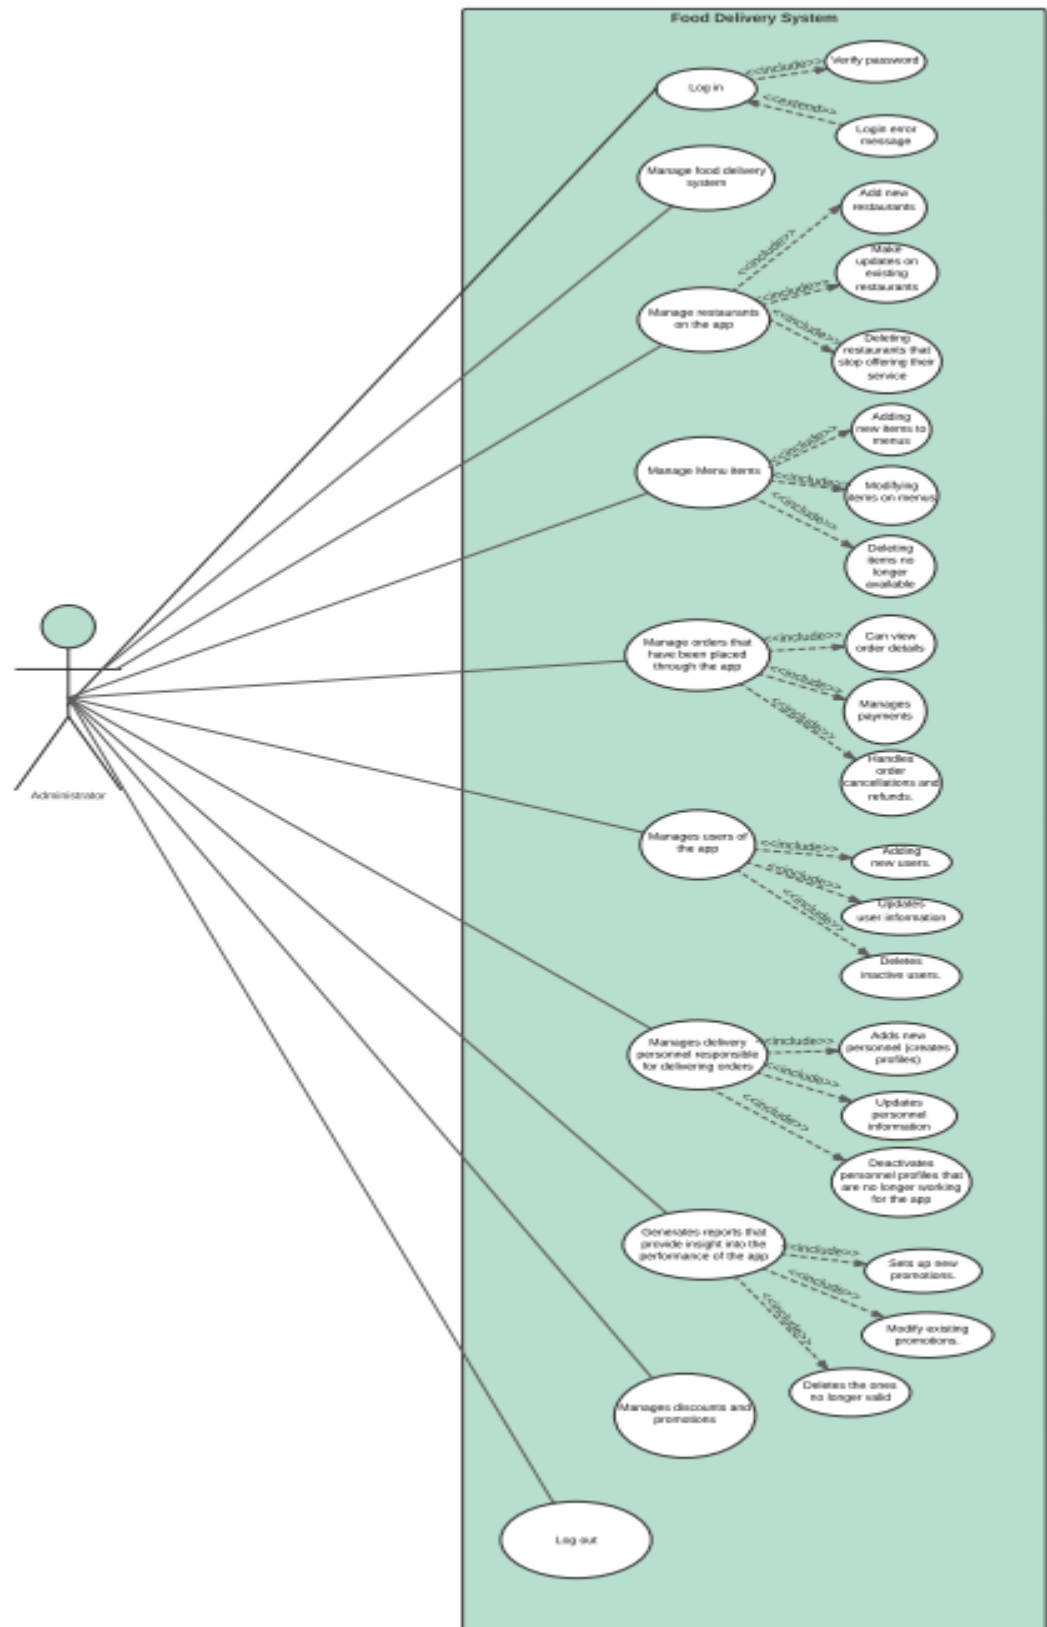 Food Delivery System
<<include>>
Verify password
Log in
<<extend>>
Login error
message
Manage food delivery
system
Add new
restaurants
<<include>>
Make
updates on
existing
restaurants
<<include>>
Manage restaurants
on the app
<<include>>
Deleting
restaurants that
stop offering their
service
Adding
new items to
menus
<<include>>
Manage Menu items
<<include>>
Modifying
items on menus
<<include>>
Deleting
items no
longer
available
Manage orders that
have been placed
through the app
<<include>>
Can view
order details
<<include>>
Manages
payments
<<include>>
Handles
order
cancellations and
refunds.
Administrator
Manages users of
the app
<<include>>
Adding
new users.
<<include>>
Updates
user information
<<include>>
Deletes
inactive users.
Manages delivery
personnel responsible
for delivering orders
<<include>>
Adds new
personnel (creates
profiles)
<<include>>
Updates
personnel
information
<<include>>
Deactivates
personnel profiles that
are no longer working
for the app
Generates reports that
provide insight into the
performance of the app
<<include>>
Sets up new
promotions.
<<include>>
Modify existing
promotions.
<<include>>
Deletes the ones
no longer valid
Manages discounts and
promotions
Log out